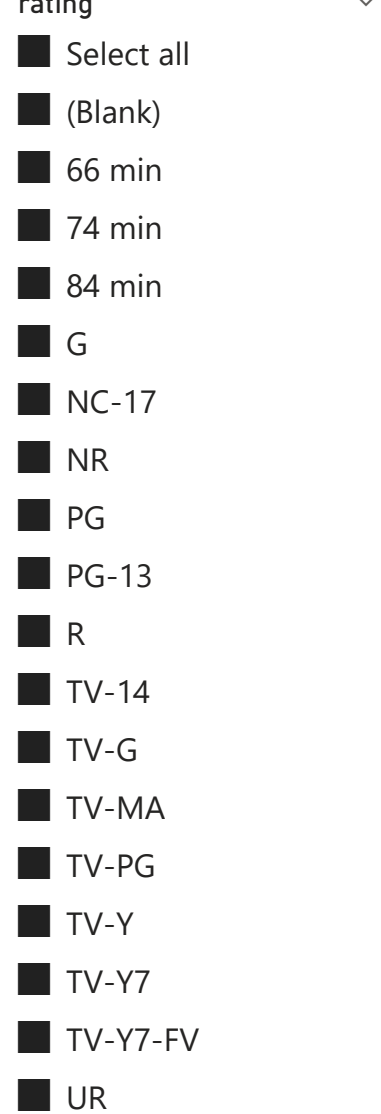 rating
Select all
(Blank)
66 min
74 min
84 min
G
NC-17
NR
PG
PG-13
R
TV-14
TV-G
TV-MA
TV-PG
TV-Y
TV-Y7
TV-Y7-FV
UR